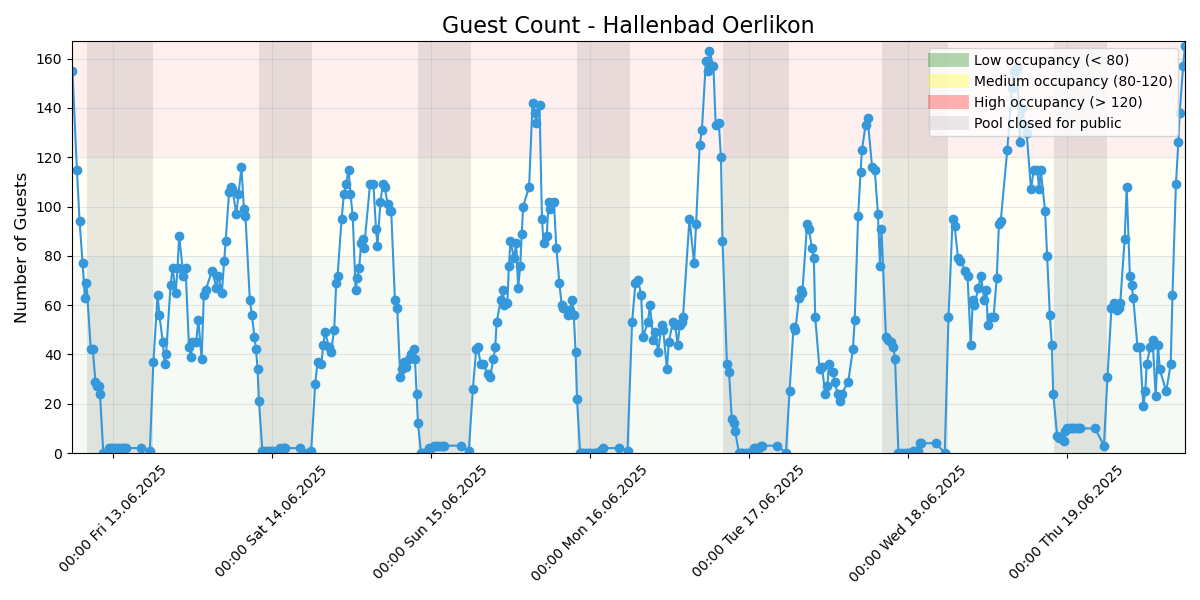 Guest Count - Hallenbad Oerlikon
Number of Guests
160
140
120
100
80
60
40
20
0
Low occupancy (< 80)
Medium occupancy (80-120)
High occupancy (> 120)
Pool closed for public
00:00 Fri 13.06.2025
00:00 Sat 14.06.2025
00:00 Sun 15.06.2025
00:00 Mon 16.06.2025
00:00 Tue 17.06.2025
00:00 Wed 18.06.2025
00:00 Thu 19.06.2025